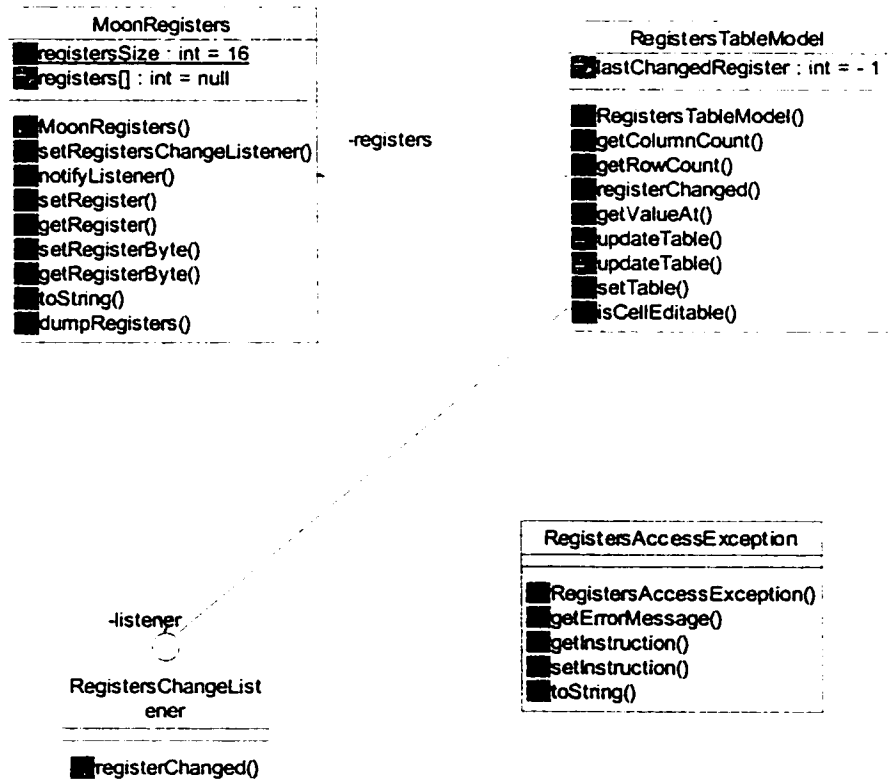 MoonRegisters
registersSize : int = 16
registers[] : int = null
MoonRegisters()
setRegistersChangeListener()
notifyListener()
setRegister()
getRegister()
setRegisterByte()
getRegisterByte()
toString()
dumpRegisters()
-registers
RegistersTableModel
lastChangedRegister : int = - 1
RegistersTableModel()
getColumnCount()
getRowCount()
registerChanged()
getValueAt()
updateTable()
updateTable()
setTable()
isCellEditable()
-listener
RegistersChangeList
ener
registerChanged()
RegistersAccessException
RegistersAccessException()
getErrorMessage()
getInstruction()
setInstruction()
toString()